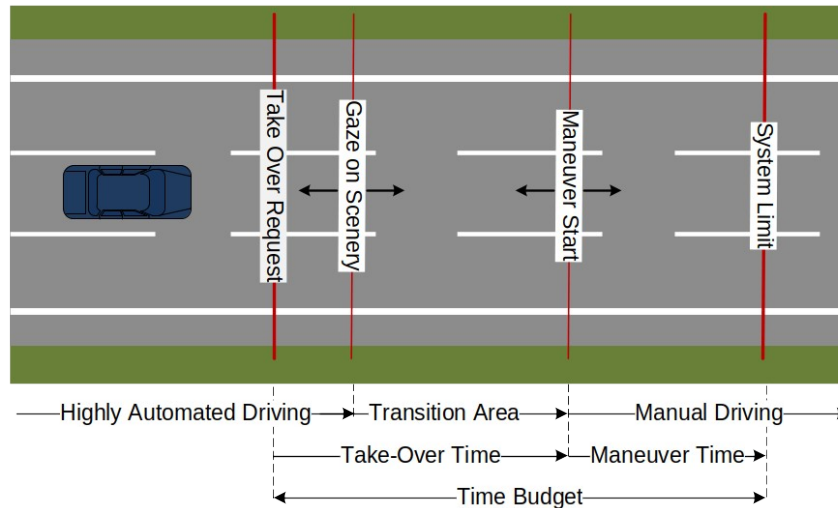 Take Over Request
Gaze on Scenery
Maneuver Start
System Limit
Highly Automated Driving
Transition Area
Manual Driving
Take-Over Time
Maneuver Time
Time Budget